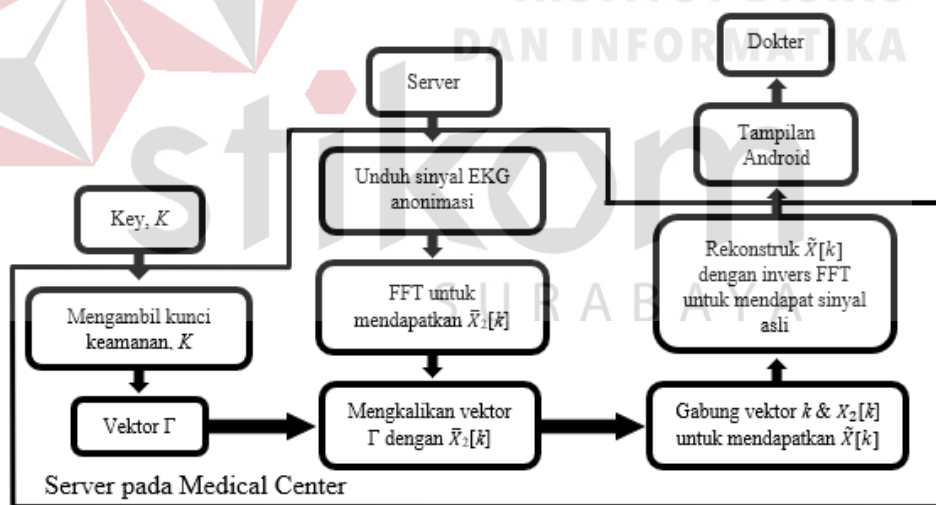 DAN INFORMATIKA
stikom
SURABAYA
Dokter
Server
Tampilan
Android
Unduh sinyal EKG
anonimasi
Key, K
Rekonstruk X̃[k]
dengan invers FFT
untuk mendapat sinyal
asli
FFT untuk
mendapatkan X̄₂[k]
Mengambil kunci
keamanan, K
Vektor Γ
Mengkalikan vektor
Γ dengan X̄₂[k]
Gabung vektor k & X₂[k]
untuk mendapatkan X̃[k]
Server pada Medical Center